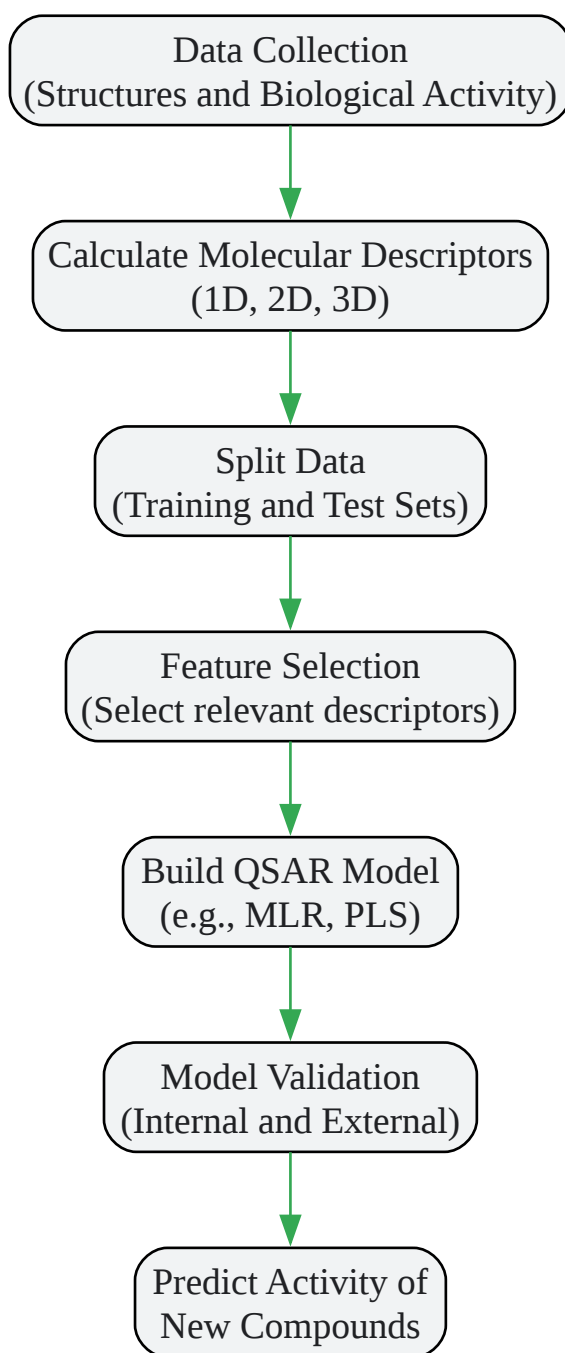 Data Collection
(Structures and Biological Activity)
Calculate Molecular Descriptors
(1D, 2D, 3D)
Split Data
(Training and Test Sets)
Feature Selection
(Select relevant descriptors)
Build QSAR Model
(e.g., MLR, PLS)
Model Validation
(Internal and External)
Predict Activity of
New Compounds